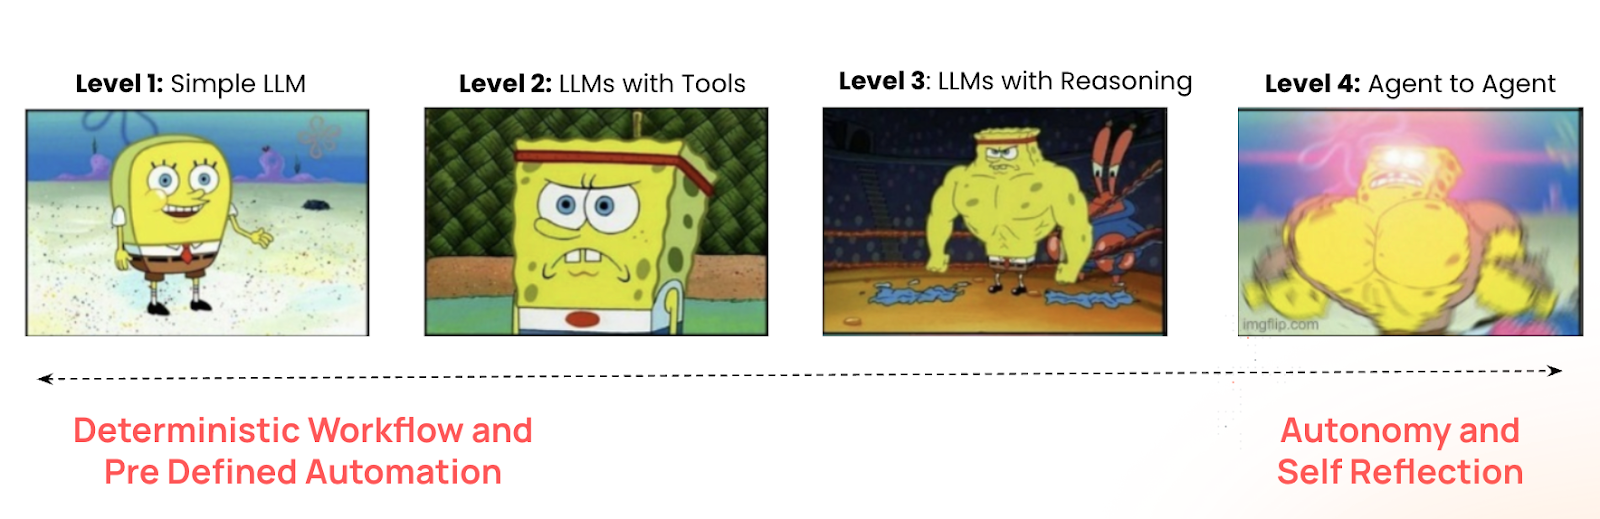 Level 1: Simple LLM
Level 2: LLMs with Tools
Level 3: LLMs with Reasoning
Level 4: Agent to Agent
imgflip.com
Deterministic Workflow and
Pre Defined Automation
Autonomy and
Self Reflection